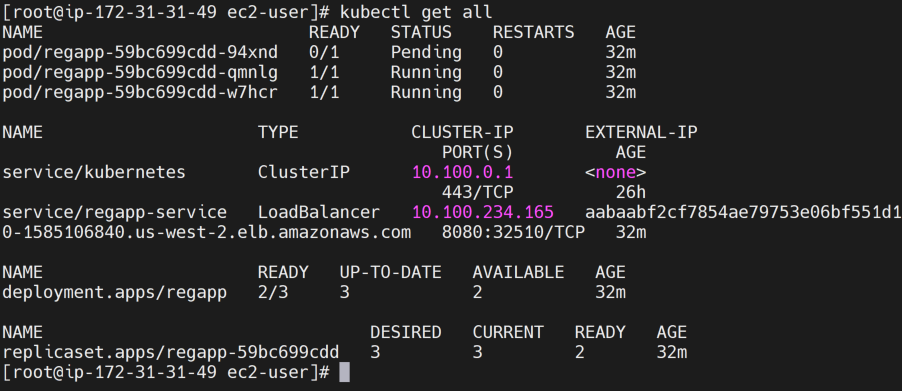 [root@ip-172-31-31-49 ec2-user]# kubectl get all
NAME                          READY   STATUS    RESTARTS   AGE
pod/regapp-59bc699cdd-94xnd   0/1     Pending   0          32m
pod/regapp-59bc699cdd-qmnlg   1/1     Running   0          32m
pod/regapp-59bc699cdd-w7hcr   1/1     Running   0          32m
NAME                     TYPE           CLUSTER-IP       EXTERNAL-IP
PORT(S)          AGE
service/kubernetes       ClusterIP      10.100.0.1       <none>
443/TCP          26h
service/regapp-service   LoadBalancer   10.100.234.165   aabaabf2cf7854ae79753e06bf551d1
0-1585106840.us-west-2.elb.amazonaws.com   8080:32510/TCP   32m
NAME                     READY   UP-TO-DATE   AVAILABLE   AGE
deployment.apps/regapp   2/3     3            2           32m
NAME                                DESIRED   CURRENT   READY   AGE
replicaset.apps/regapp-59bc699cdd   3         3         2       32m
[root@ip-172-31-31-49 ec2-user]#